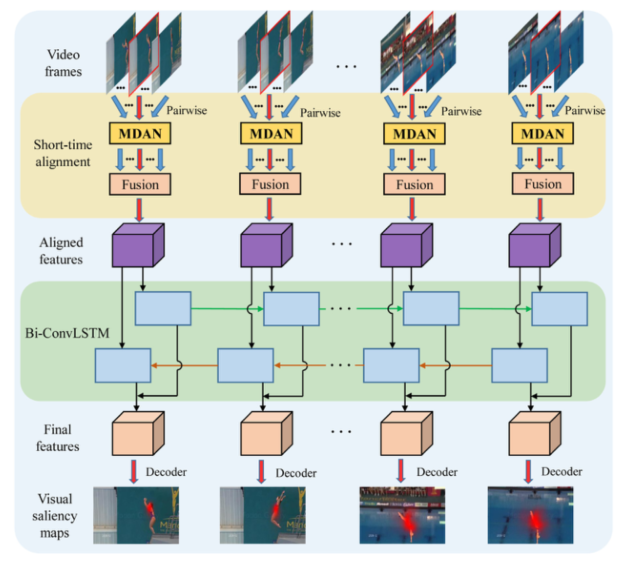 Video
frames
...
... ... ... ... ... ... ... ...
Pairwise Pairwise Pairwise Pairwise
Short-time
alignment
MDAN MDAN MDAN MDAN
... ... ... ... ... ... ... ...
Fusion Fusion Fusion Fusion
Aligned
features
...
Bi-ConvLSTM
...
...
Final
features
...
Decoder Decoder Decoder Decoder
Visual
saliency
maps